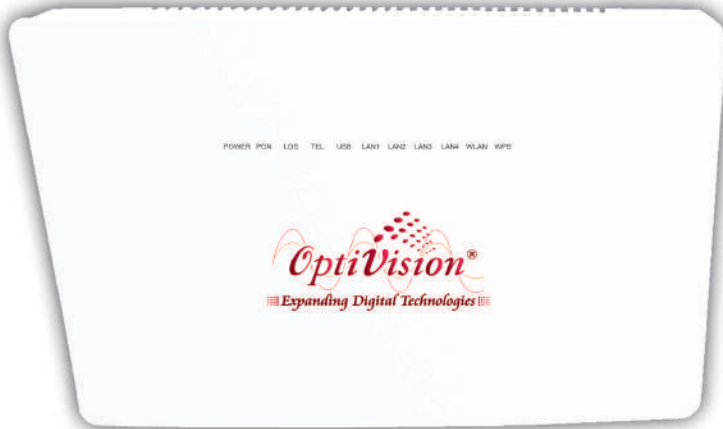 POWER PON LOS TEL USB LAN1 LAN2 LAN3 LAN4 WLAN WPS
OptiVision®
Expanding Digital Technologies